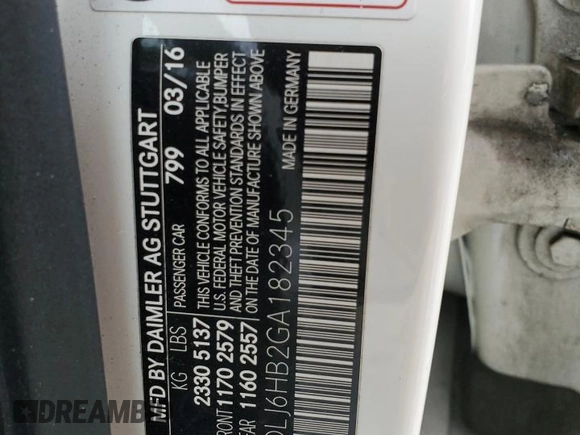 MFD BY DAIMLER AG STUTTGART
PASSENGER CAR 799 03/16
KG LBS
2330 5137
1170 2579
1160 2557
THIS VEHICLE CONFORMS TO ALL APPLICABLE
U.S. FEDERAL MOTOR VEHICLE SAFETY,BUMPER
AND THEFT PREVENTION STANDARDS IN EFFECT
ON THE DATE OF MANUFACTURE SHOWN ABOVE
MADE IN GERMANY
LJ6HB2GA182345